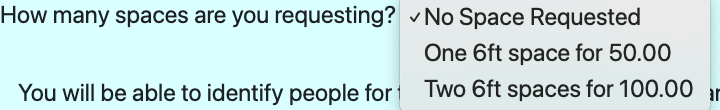 How many spaces are you requesting? ✓ No Space Requested
One 6ft space for 50.00
You will be able to identify people for
Two 6ft spaces for 100.00